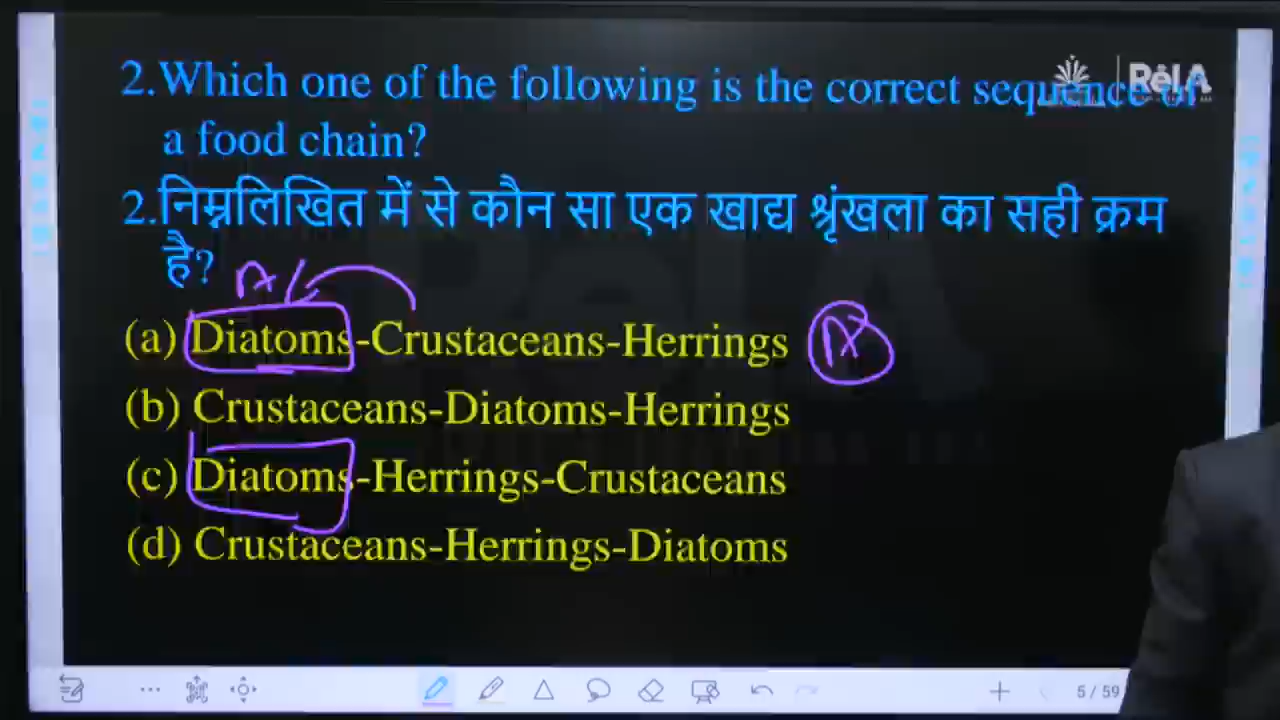 2.Which one of the following is the correct sequence of
a food chain?
2.निम्नलिखित में से कौन सा एक खाद्य श्रृंखला का सही क्रम
है?
(a) Diatoms-Crustaceans-Herrings
(b) Crustaceans-Diatoms-Herrings
(c) Diatoms-Herrings-Crustaceans
(d) Crustaceans-Herrings-Diatoms
RelA
5 / 59